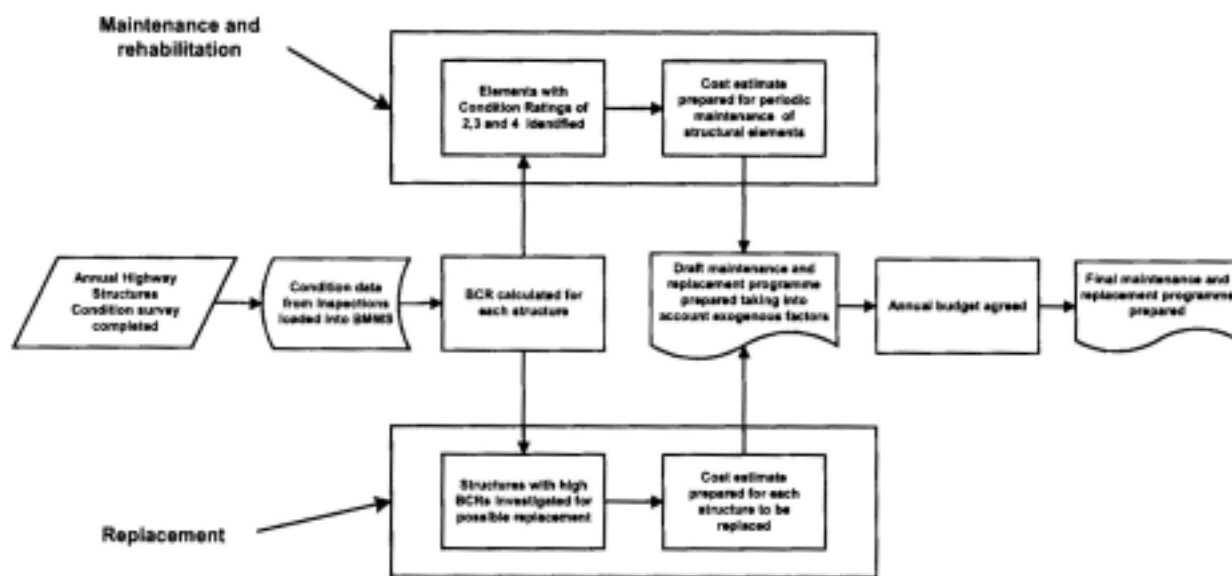 Maintenance and
rehabilitation
Elements with
Condition Ratings of
2,3 and 4 identified
Cost estimate
prepared for periodic
maintenance of
structural elements
Annual Highway
Structures
Condition survey
completed
Condition data
from inspections
loaded into BMMS
BCR calculated for
each structure
Draft maintenance and
replacement programme
prepared taking into
account exogenous factors
Annual budget agreed
Final maintenance and
replacement programme
prepared
Structures with high
BCRs investigated for
possible replacement
Cost estimate
prepared for each
structure to be
replaced
Replacement